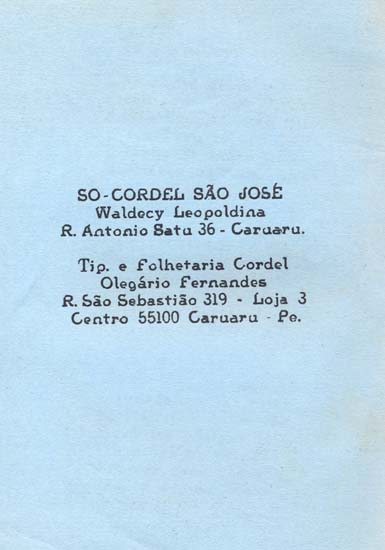 SO-CORDEL SÃO JOSÉ
Waldecy Leopoldina
R. Antonio Satu 36 - Caruaru.
Tip. e Folhetaria Cordel
Olegário Fernandes
R. São Sebastião 319 - Loja 3
Centro 55100 Caruaru - Pe.